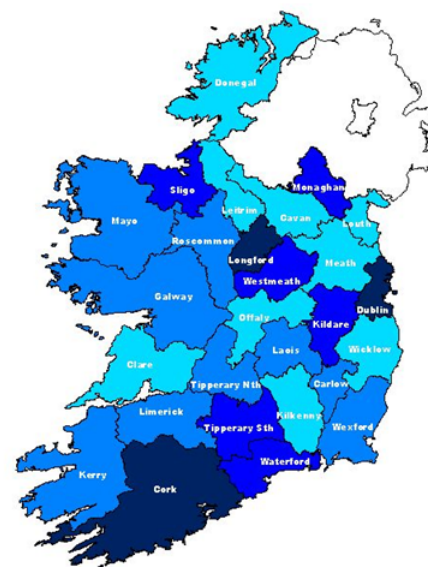 Donegal
Sligo
Monaghan
Leitrim
Cavan
Louth
Mayo
Roscommon
Longford
Meath
Westmeath
Galway
Dublin
Offaly
Kildare
Clare
Laois
Wicklow
Tipperary Nth
Carlow
Limerick
Kilkenny
Tipperary Sth
Wexford
Waterford
Kerry
Cork